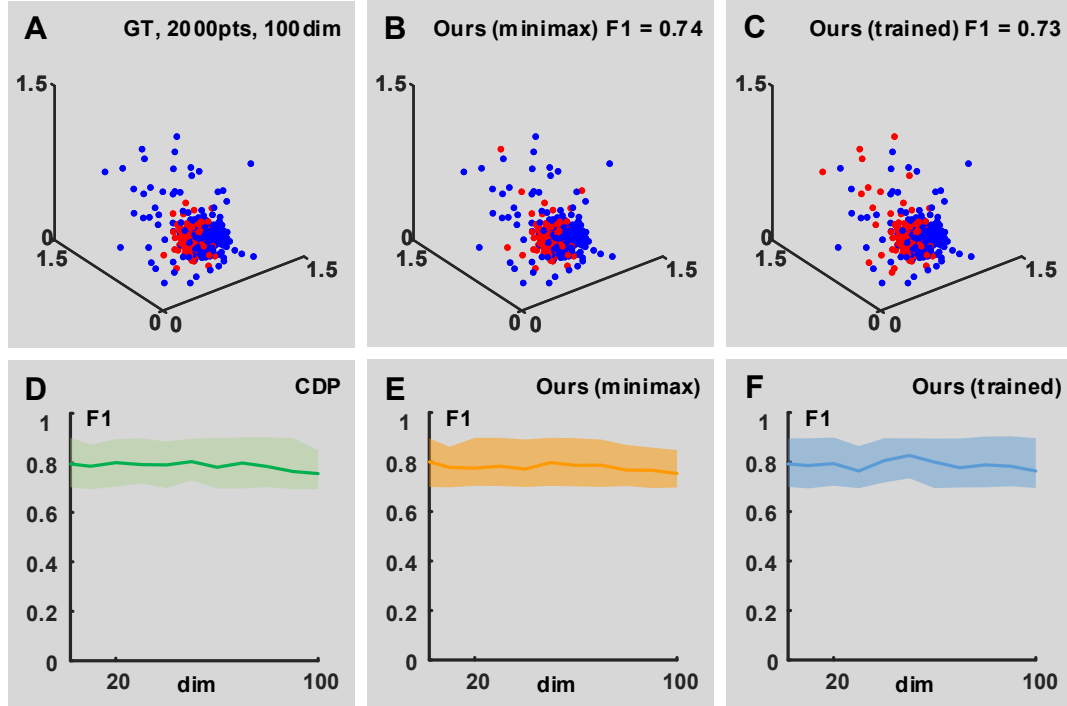 A GT, 2000pts, 100dim
1.5
0
1.5
1.5
0 0
B Ours (minimax) F1 = 0.74
1.5
0
1.5
1.5
0 0
C Ours (trained) F1 = 0.73
1.5
0
1.5
1.5
0 0
D CDP
F1
1
0.8
0.6
0.4
0.2
0
20 dim 100
E Ours (minimax)
F1
1
0.8
0.6
0.4
0.2
0
20 dim 100
F Ours (trained)
F1
1
0.8
0.6
0.4
0.2
0
20 dim 100